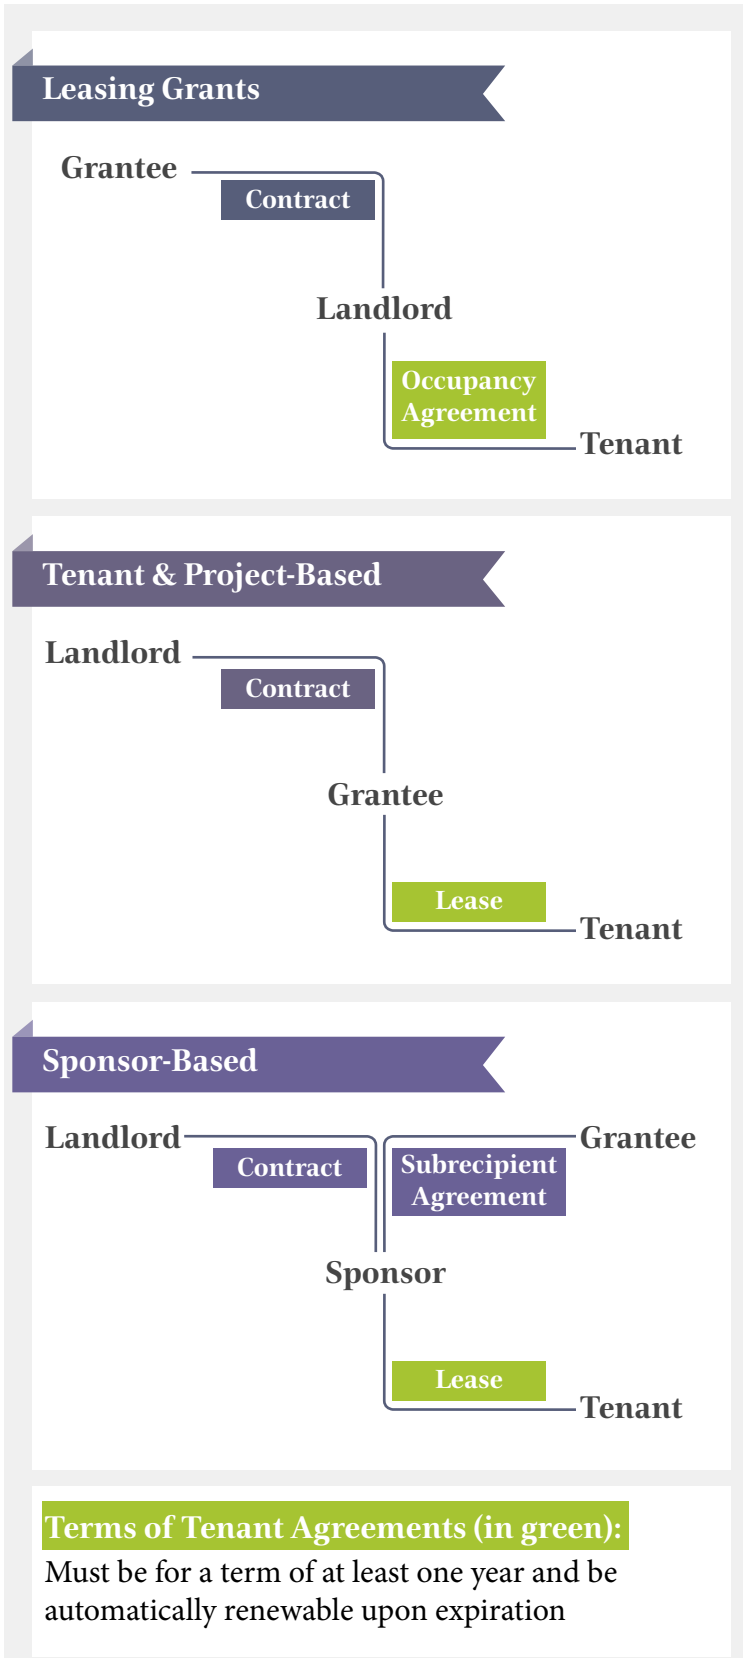 Leasing Grants
Grantee
Contract
Landlord
Occupancy
Agreement
Tenant
Tenant & Project-Based
Landlord
Contract
Grantee
Lease
Tenant
Sponsor-Based
Landlord
Grantee
Contract
Subrecipient
Agreement
Sponsor
Lease
Tenant
Terms of Tenant Agreements (in green):
Must be for a term of at least one year and be
automatically renewable upon expiration